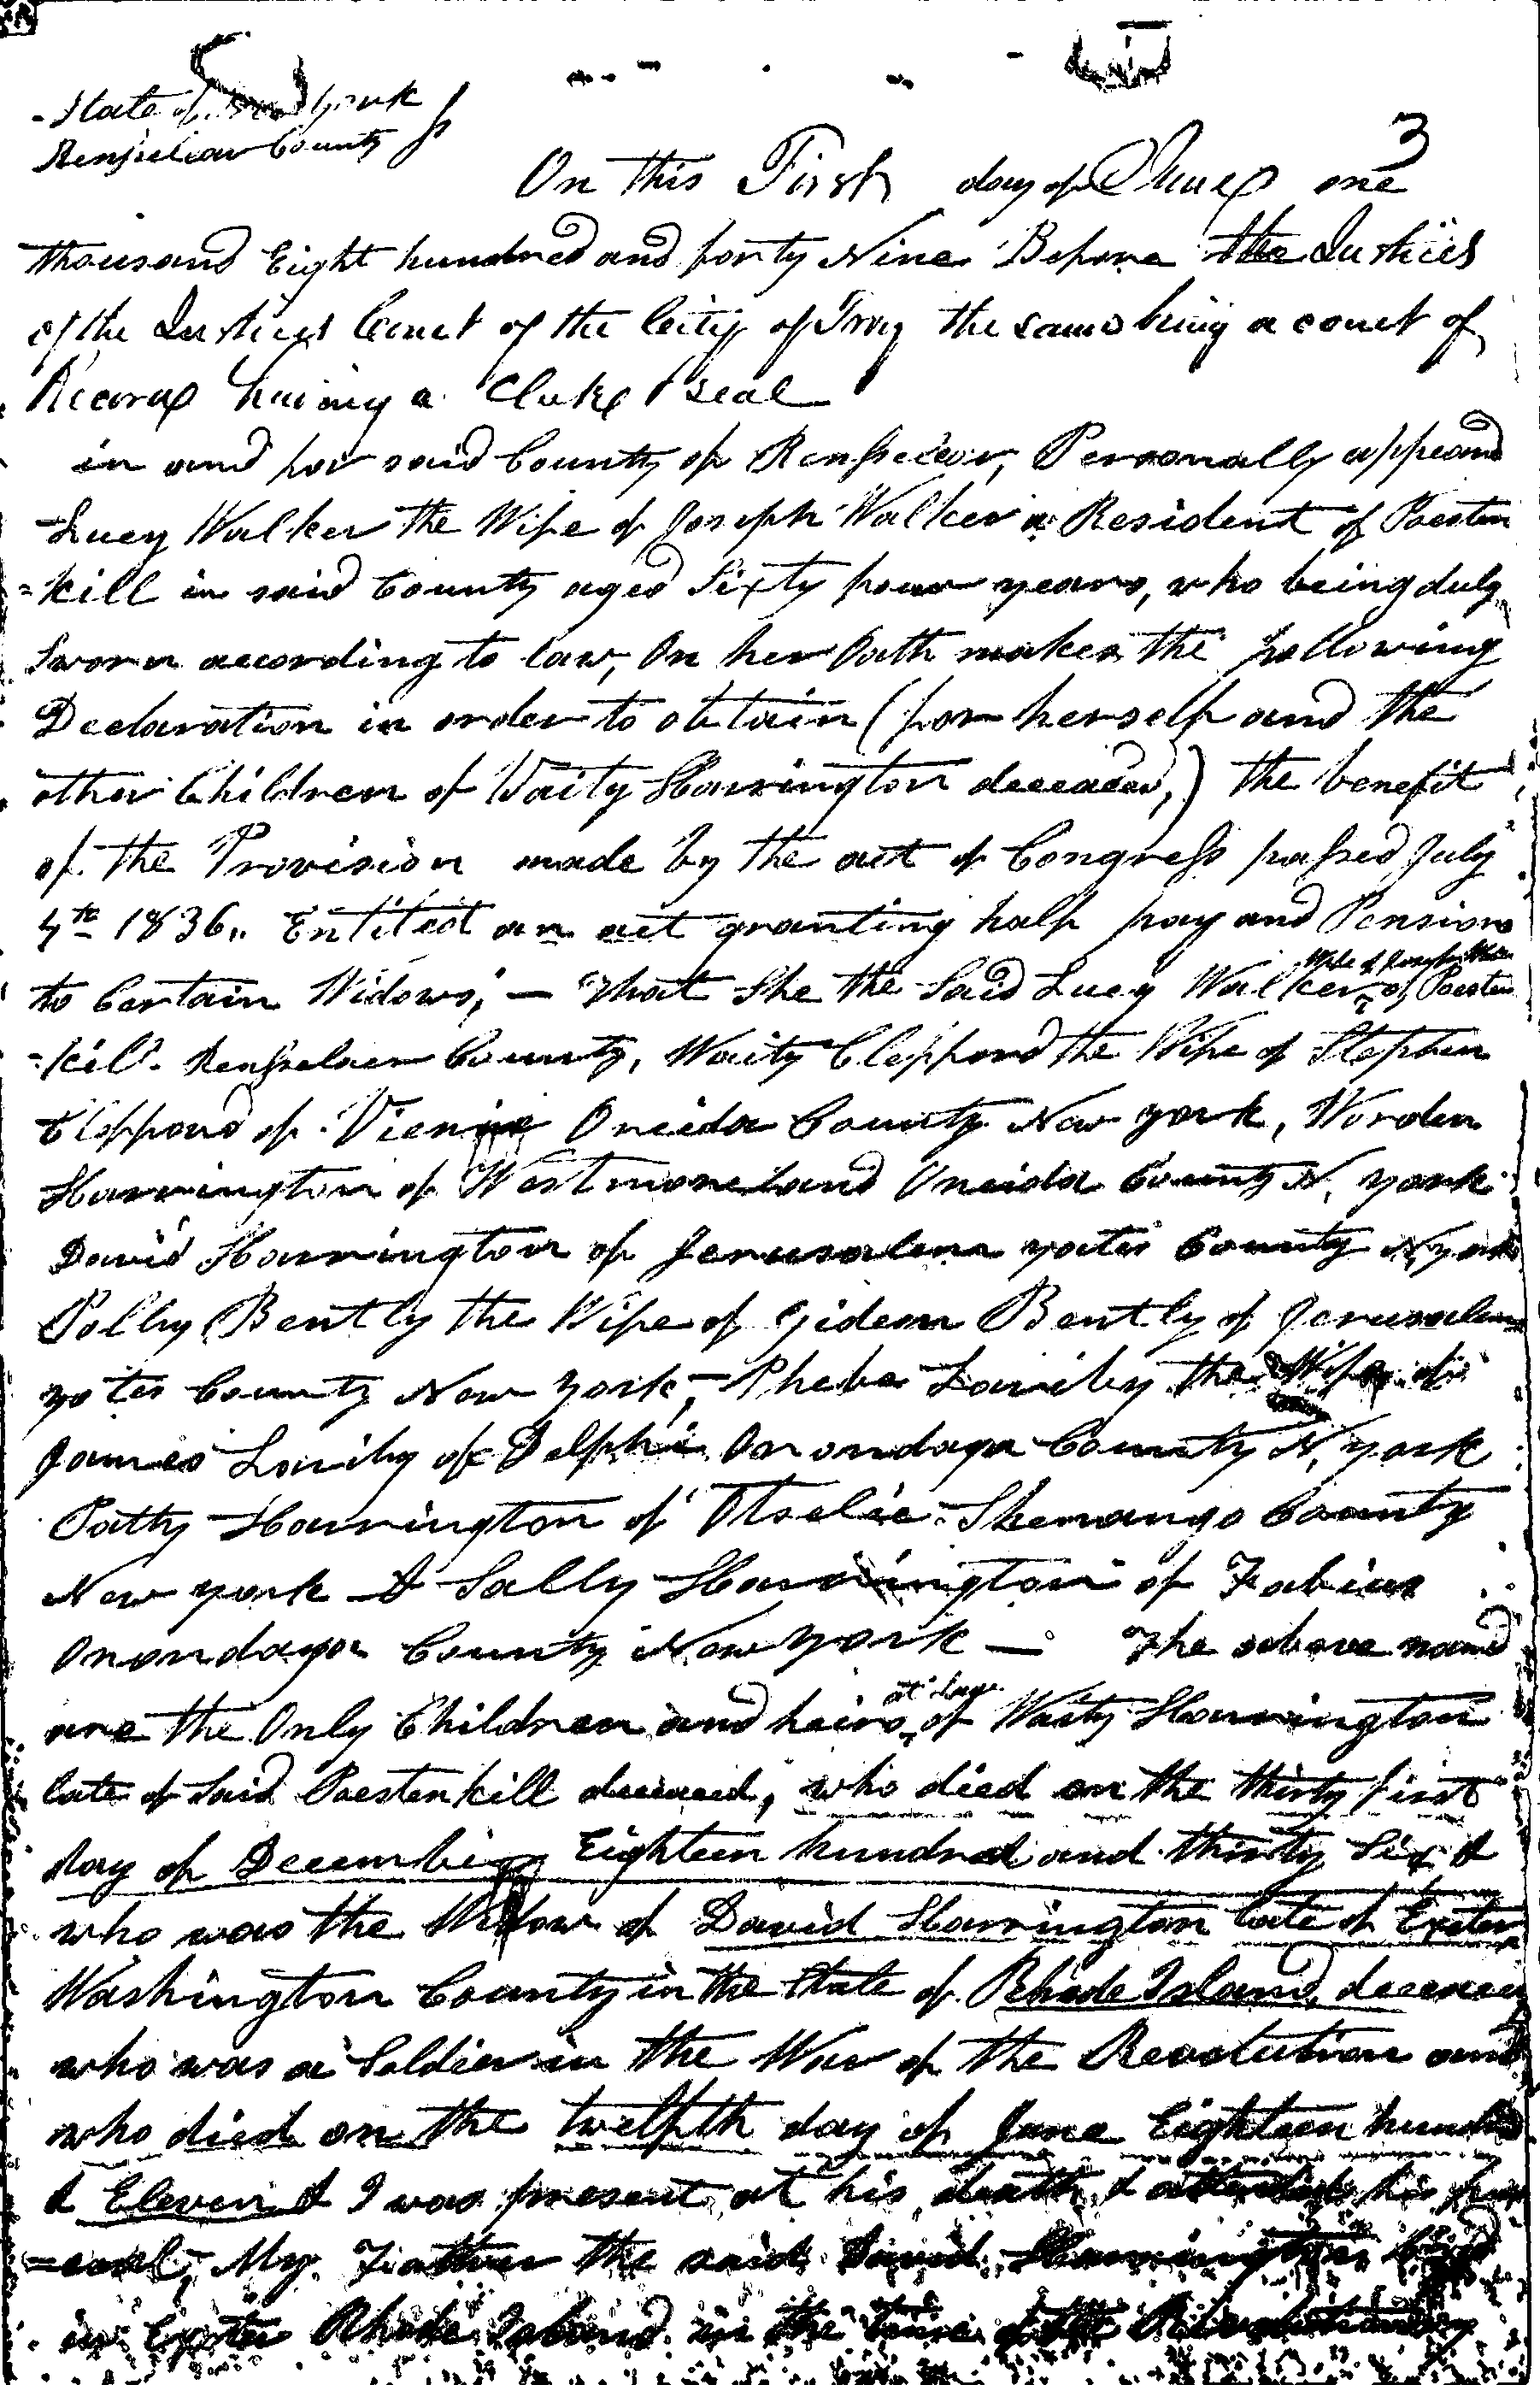 State of New York
Rensselaer County } ss
3
On this First day of June one
thousand Eight hundred and forty Nine Before the Justices
of the Justices Court of the City of Troy the same being a court of
Record having a Clerk & seal
in and for said County of Rensselaer, Personally appeared
Lucy Walker the Wife of Joseph Walker a Resident of Poesten
=kill in said County aged Sixty four years, who being duly
Sworn according to law, On her Oath makes the following
Declaration in order to obtain (for herself and the
other Children of Waity Harrington deceased,) the benefit
of the Provision made by the act of Congress passed July
4th 1836,, Entitled an act granting half pay and Pensions
to Certain Widows," — That She the Said Lucy Walker wife of Joseph Walker of Poesten
=kill. Rensselaer County, Waity Clifford the Wife of Stephen
Clifford of Vienna Oneida County New York, Worden
Harrington of Westmoreland Oneida County N, York
David Harrington of Jerusalem yates County N, York
Polly Bently the Wife of Gideon Bently of Jerusalem
yates County New York, – Phebe the Wife of
James of Delphi Onondaga County N, York
Patty Harrington of Otselic Shenango County
New York & Sally Harrington of Fabius
Onondaga County New York — The above named
are the Only Children and heirs at law of Waity Harrington
late of Said Poestenkill deceased, who died on the thirty first
day of December Eighteen hundred and thirty Six &
who was the Widow of David Harrington late of Exeter
Washington County in the State of Rhode Island, deceased
who was a Soldier in the War of the Revolution and
who died on the twelfth day of June Eighteen hundred
& Eleven & I was present at his death & attended his fun
=eral, My Father the said David Harrington lived
in Exeter Rhode Island in the time of the Revolutionary